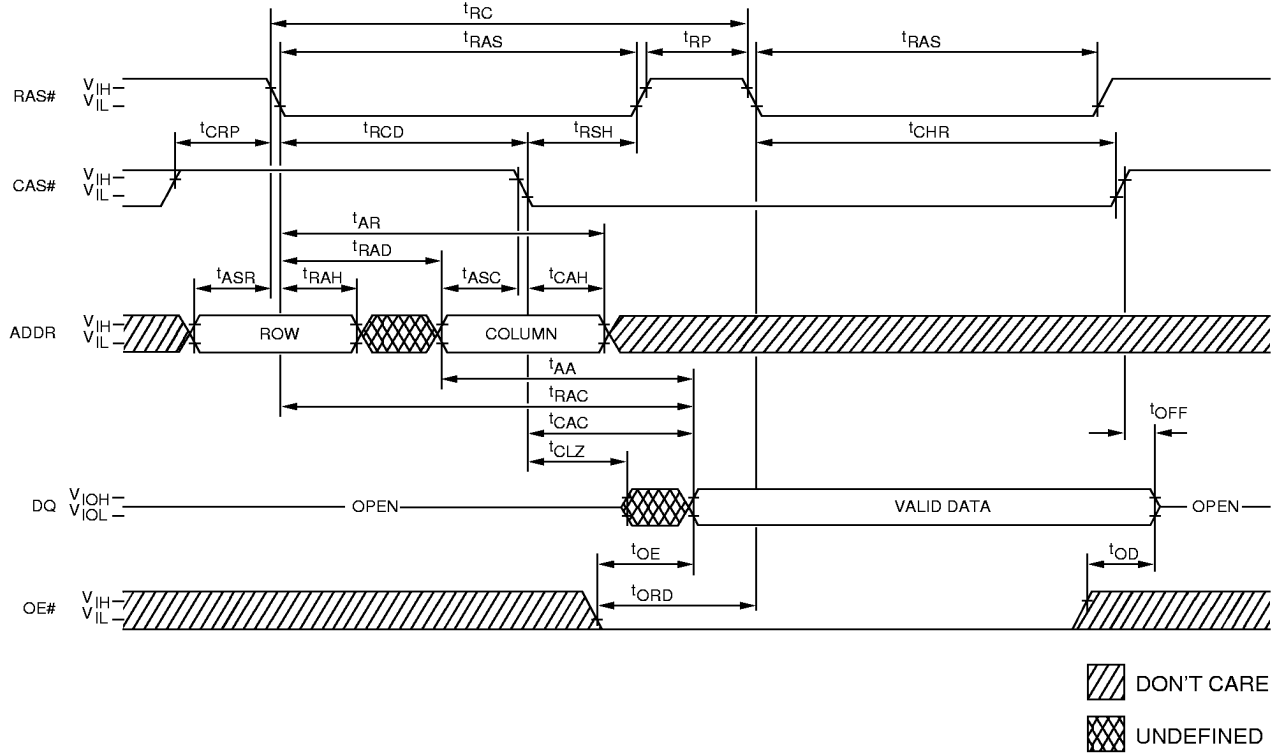 tRC
tRAS tRP tRAS
RAS# VIH VIL
tCRP tRCD tRSH tCHR
CAS# VIH VIL
tAR
tRAD
tASR tRAH tASC tCAH
ADDR VIH VIL ROW COLUMN
tAA
tRAC
tCAC tOFF
tCLZ
DQ VIOH VIOL OPEN VALID DATA OPEN
tOE tOD
tORD
OE# VIH VIL
DON'T CARE
UNDEFINED